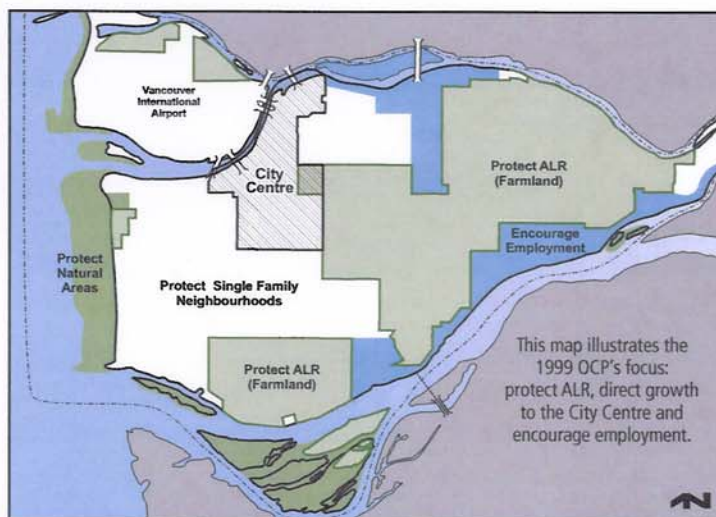 Vancouver
International
Airport
City
Centre
Protect ALR
(Farmland)
Encourage
Employment
Protect
Natural
Areas
Protect Single Family
Neighbourhoods
Protect ALR
(Farmland)
This map illustrates the
1999 OCP's focus:
protect ALR, direct growth
to the City Centre and
encourage employment.
N